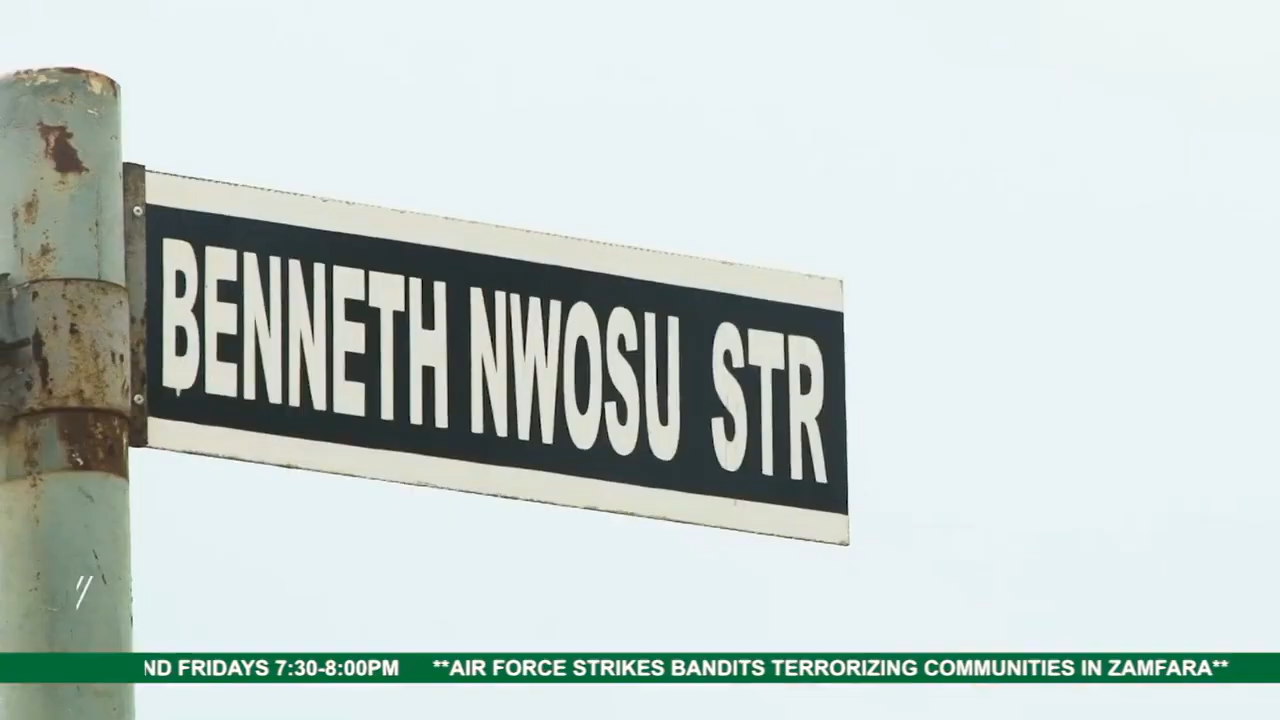 BENNETH NWOSU STR
ND FRIDAYS 7:30-8:00PM **AIR FORCE STRIKES BANDITS TERRORIZING COMMUNITIES IN ZAMFARA**